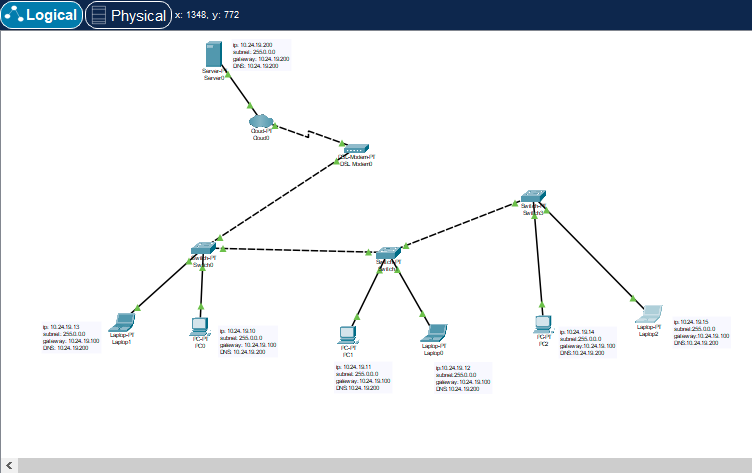 Logical Physical x: 1348, y: 772
ip: 10.24.19.200
subnel: 255.0.0.0
gateway: 10.24.19.200
DNS: 10.24.19.200
Server-PT
Server0
Cloud-PT
Cloud0
DSL-Modem-PT
DSL Modem0
Switch-PT
Switch3
Switch-PT
Switch0
Switch-PT
ip: 10.24.19.13
subnel: 255.0.0.0
gateway: 10.24.19.100
DNS: 10.24.19.200
Laptop-PT
Laptop1
PC-PT
PC0
ip: 10.24.19.10
subnel: 255.0.0.0
gateway: 10.24.19.100
DNS: 10.24.19.200
PC-PT
PC1
Laptop-PT
Laptop0
ip: 10.24.19.11
subnel:255.0.0.0
gateway:10.24.19.100
DNS:10.24.19.200
ip:10.24.19.12
subnel:255.0.0.0
gateway:10.24.19.100
DNS:10.24.19.200
PC-PT
PC2
ip:10.24.19.14
subnel:255.0.0.0
gateway:10.24.19.100
DNS:10.24.19.200
Laptop-PT
Laptop2
ip: 10.24.19.15
subnel:255.0.0.0
gateway:10.24.19.100
DNS:10.24.19.200